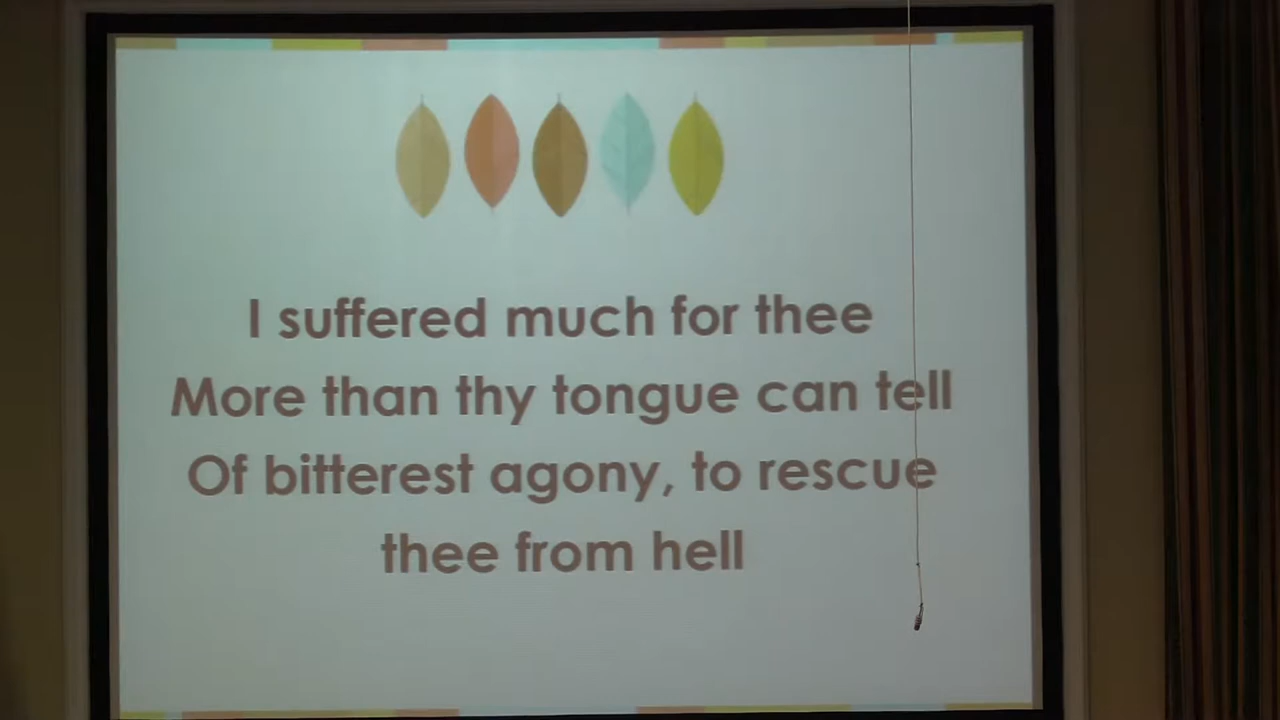 I suffered much for thee
More than thy tongue can tell
Of bitterest agony, to rescue
thee from hell